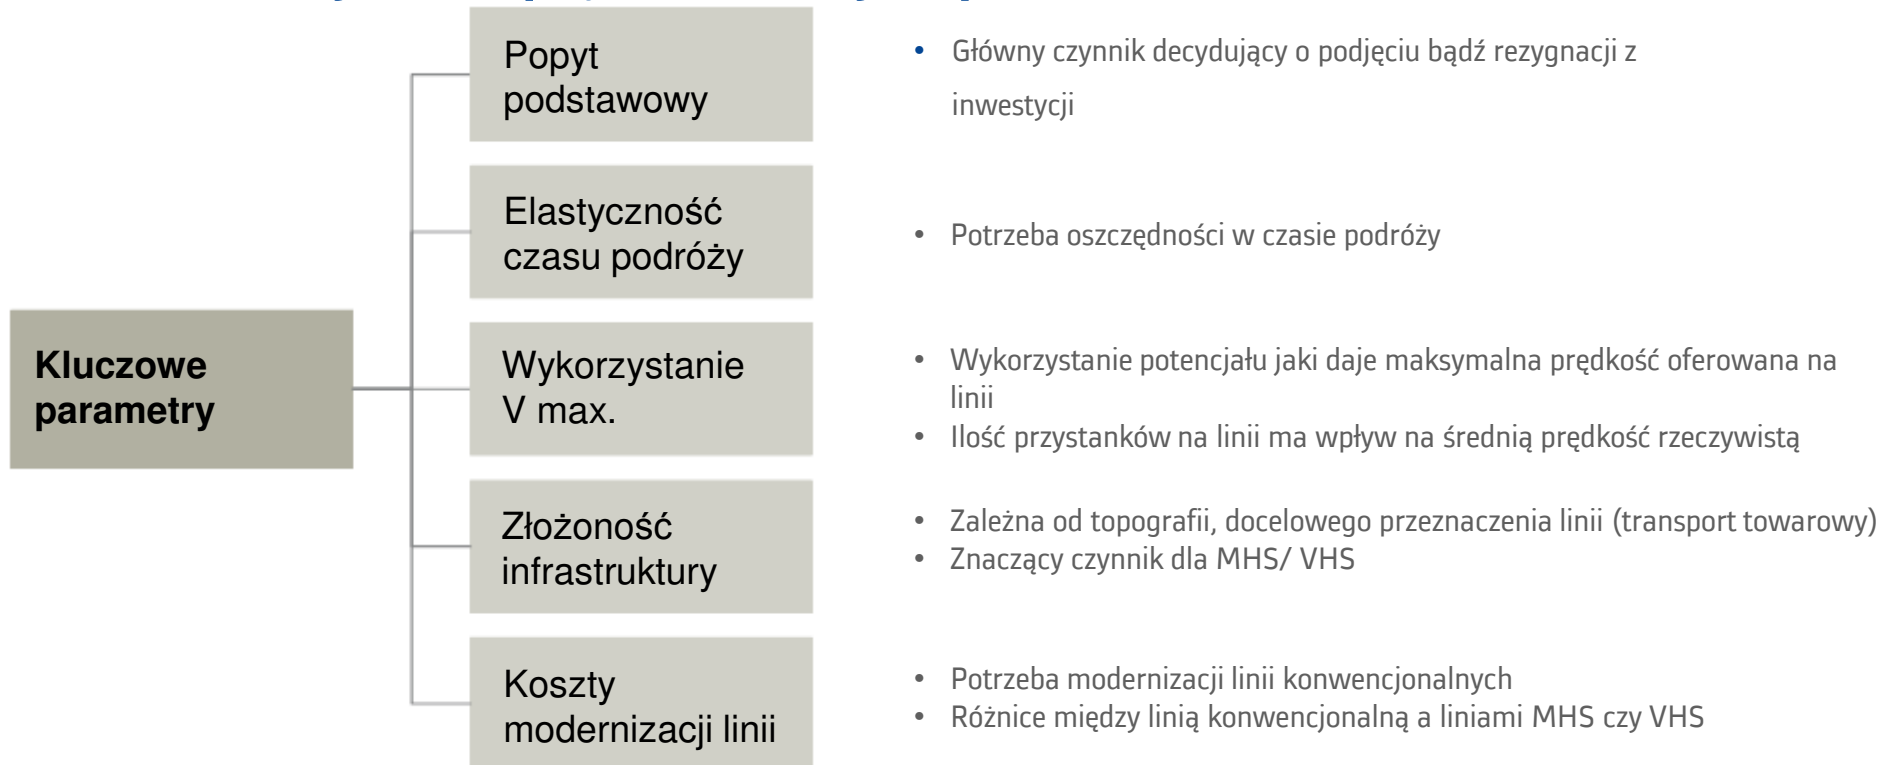 Popyt
podstawowy
• Główny czynnik decydujący o podjęciu bądź rezygnacji z
inwestycji
Elastyczność
czasu podróży
• Potrzeba oszczędności w czasie podróży
Kluczowe
parametry
Wykorzystanie
V max.
• Wykorzystanie potencjału jaki daje maksymalna prędkość oferowana na
linii
• Ilość przystanków na linii ma wpływ na średnią prędkość rzeczywistą
Złożoność
infrastruktury
• Zależna od topografii, docelowego przeznaczenia linii (transport towarowy)
• Znaczący czynnik dla MHS/ VHS
Koszty
modernizacji linii
• Potrzeba modernizacji linii konwencjonalnych
• Różnice między linią konwencjonalną a liniami MHS czy VHS